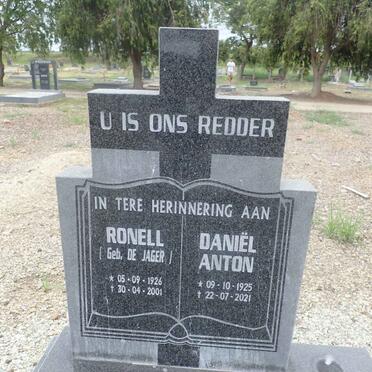 U IS ONS REDDER
IN TERE HERINNERING AAN
RONELL
( Geb. DE JAGER )
* 05 - 09 - 1926
† 30 - 04 - 2001
DANIËL
ANTON
* 09 - 10 - 1925
† 22 - 07 - 2021